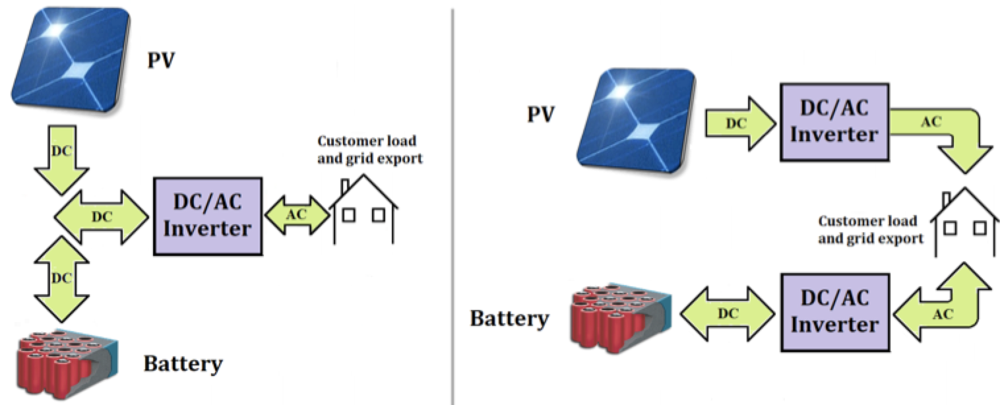 PV
DC
Customer load
and grid export
DC
DC/AC
Inverter
AC
DC
Battery
PV
DC
DC/AC
Inverter
AC
Customer load
and grid export
Battery
DC
DC/AC
Inverter
AC